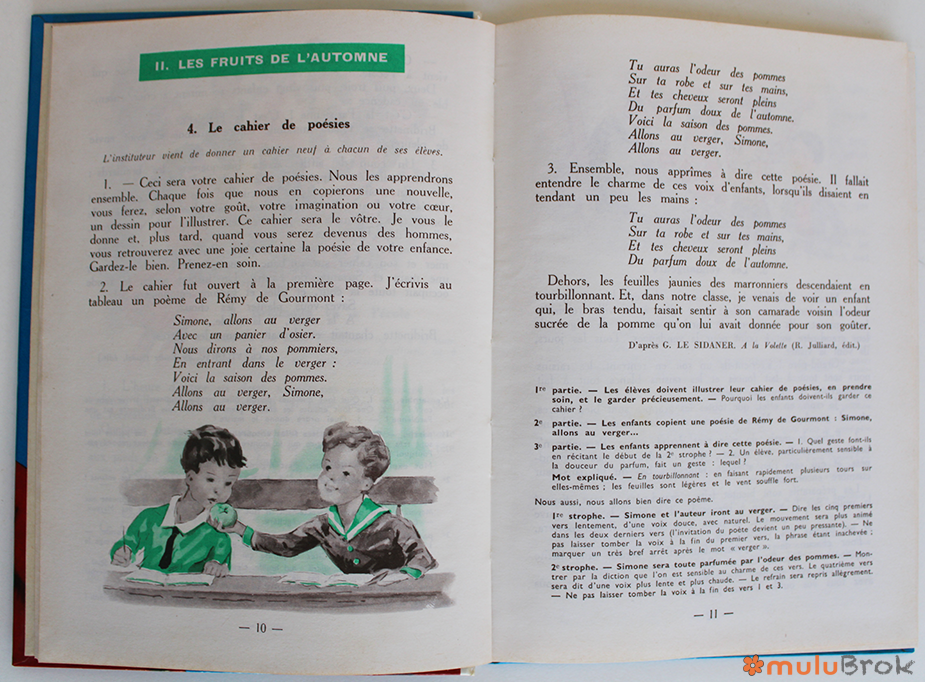 II. LES FRUITS DE L'AUTOMNE
4. Le cahier de poésies
L'institutrur vient de donner un cahier neuf à chacun de ses élèves.
1. — Ceci sera votre cahier de poésies. Nous les apprendrons
ensemble. Chaque fois que nous en copierons une nouvelle,
vous ferez, selon votre goût, votre imagination ou votre cœur,
un dessin pour l'illustrer. Ce cahier sera le vôtre. Je vous le
donne et, plus tard, quand vous serez devenus des hommes,
vous retrouverez avec une joie certaine la poésie de votre enfance.
Gardez-le bien. Prenez-en soin.
2. Le cahier fut ouvert à la première page. J'écrivis au
tableau un poème de Rémy de Gourmont :
Simone, allons au verger
Avec un panier d'osier.
Nous dirons à nos pommiers,
En entrant dans le verger :
Voici la saison des pommes.
Allons au verger, Simone,
Allons au verger.
— 10 —
Tu auras l'odeur des pommes
Sur ta robe et sur tes mains,
Et tes cheveux seront pleins
Du parfum doux de l'automne.
Voici la saison des pommes.
Allons au verger, Simone,
Allons au verger.
3. Ensemble, nous apprîmes à dire cette poésie. Il fallait
entendre le charme de ces voix d'enfants, lorsqu'ils disaient en
tendant un peu les mains :
Tu auras l'odeur des pommes
Sur ta robe et sur tes mains,
Et tes cheveux seront pleins
Du parfum doux de l'automne.
Dehors, les feuilles jaunies des marronniers descendaient en
tourbillonnant. Et, dans notre classe, je venais de voir un enfant
qui, le bras tendu, faisait sentir à son camarade voisin l'odeur
sucrée de la pomme qu'on lui avait donnée pour son goûter.
D'après G. LE SIDANER. A la Volette (R. Julliard, édit.)
1re partie. — Les élèves doivent illustrer leur cahier de poésies, en prendre
soin, et le garder précieusement. — Pourquoi les enfants doivent-ils garder ce
cahier ?
2e partie. — Les enfants copient une poésie de Rémy de Gourmont : Simone,
allons au verger...
3e partie. — Les enfants apprennent à dire cette poésie. — 1. Quel geste font-ils
en récitant le début de la 2e strophe ? — 2. Un élève, particulièrement sensible à
la douceur du parfum, fait un geste : lequel ?
Mot expliqué. — En tourbillonnant : en faisant rapidement plusieurs tours sur
elles-mêmes ; les feuilles sont légères et le vent souffle fort.
Nous aussi, nous allons bien dire ce poème.
1re strophe. — Simone et l'auteur iront au verger. — Dire les cinq premiers
vers lentement, d'une voix douce, avec naturel. Le mouvement sera plus animé
dans les deux derniers vers (l'invitation du poète devient un peu pressante). — Ne
pas laisser tomber la voix à la fin du premier vers, la phrase étant inachevée ;
marquer un très bref arrêt après le mot « verger ».
2e strophe. — Simone sera toute parfumée par l'odeur des pommes. — Mon-
trer par la diction que l'on est sensible au charme de ces vers. Le quatrième vers
sera dit d'une voix plus lente et plus chaude. — Le refrain sera repris allègrement.
— Ne pas laisser tomber la voix à la fin des vers 1 et 3.
— 11 —
muluBrok